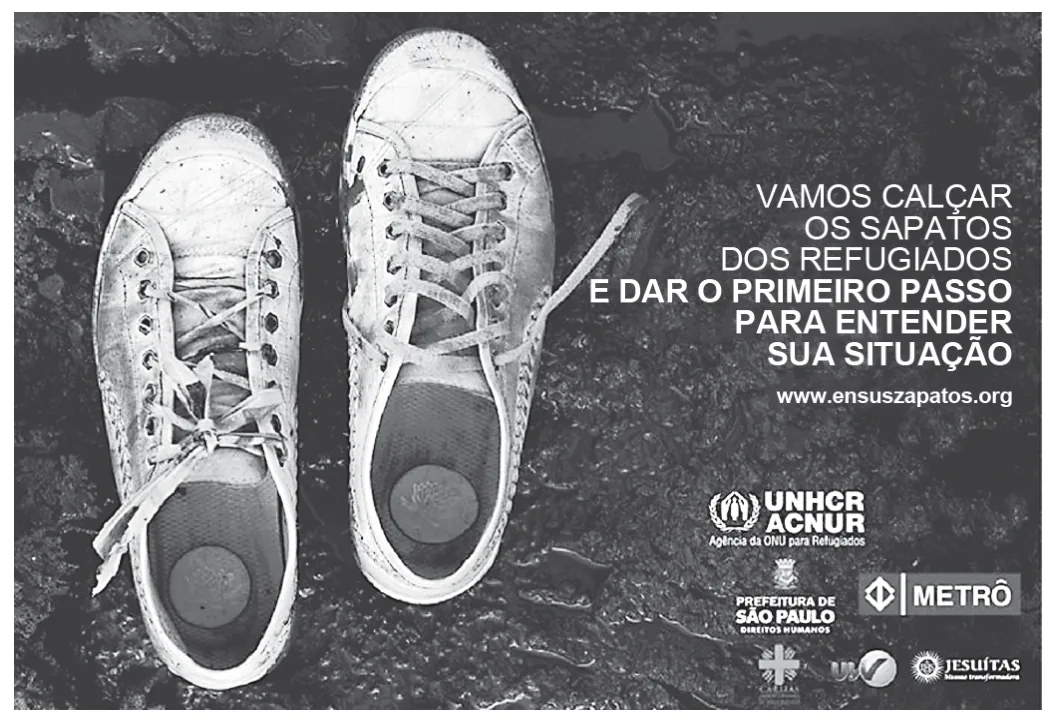 VAMOS CALÇAR
OS SAPATOS
DOS REFUGIADOS
E DAR O PRIMEIRO PASSO
PARA ENTENDER
SUA SITUAÇÃO
www.ensuszapatos.org
UNHCR
ACNUR
Agência da ONU para Refugiados
PREFEITURA DE
SÃO PAULO
DIREITOS HUMANOS
METRÔ
CARITAS
JESUÍTAS